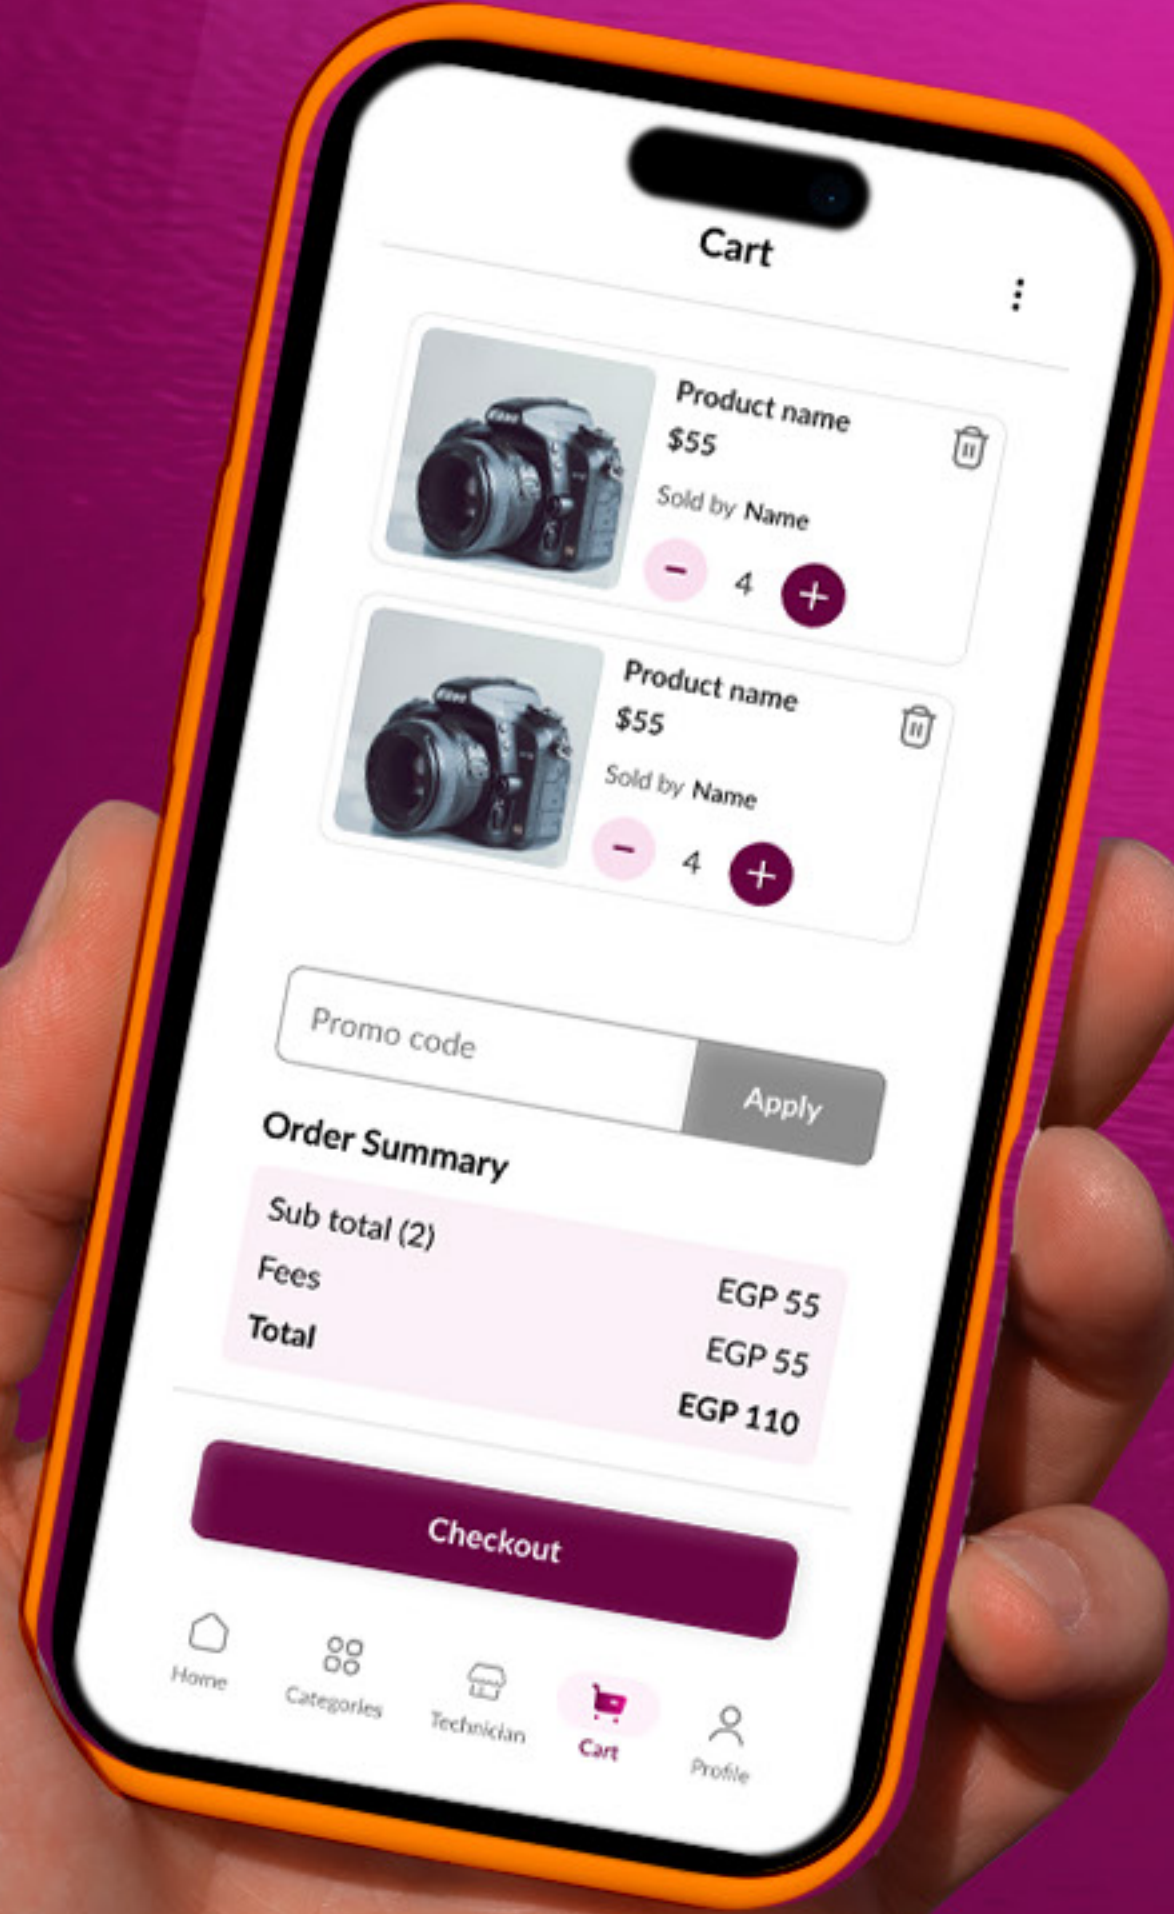 Cart
Product name
$55
Sold by Name
4
Product name
$55
Sold by Name
4
Promo code
Apply
Order Summary
Sub total (2)
EGP 55
Fees
EGP 55
Total
EGP 110
Checkout
Home
Categories
Technician
Cart
Profile